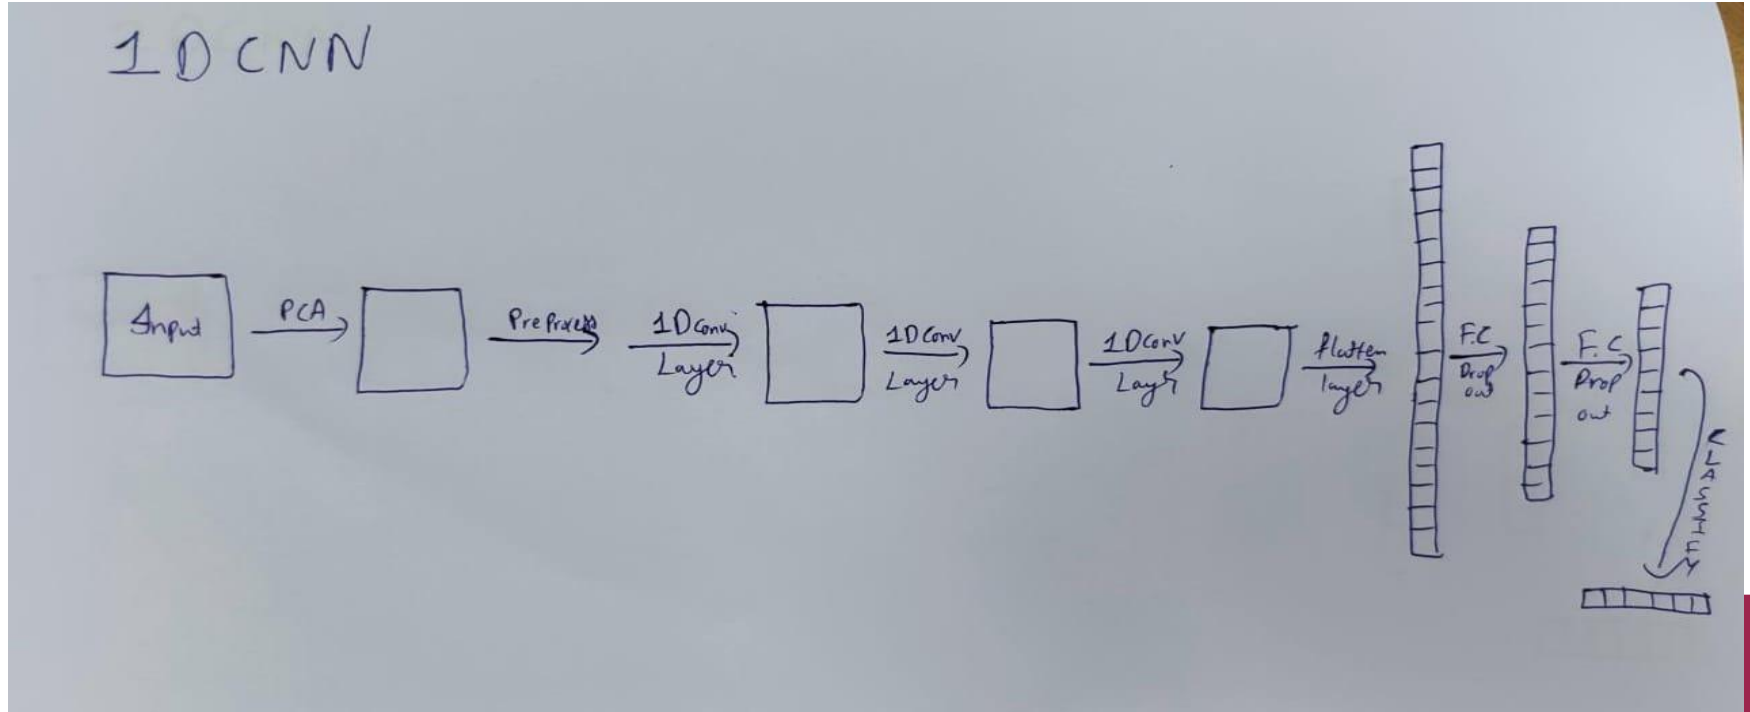 1D CNN
Input
PCA
PreProcess
1D Conv
Layer
1D Conv
Layer
1D Conv
Layer
flatten
layer
F.C
Drop
out
F.C
Drop
out
CLASSIFY